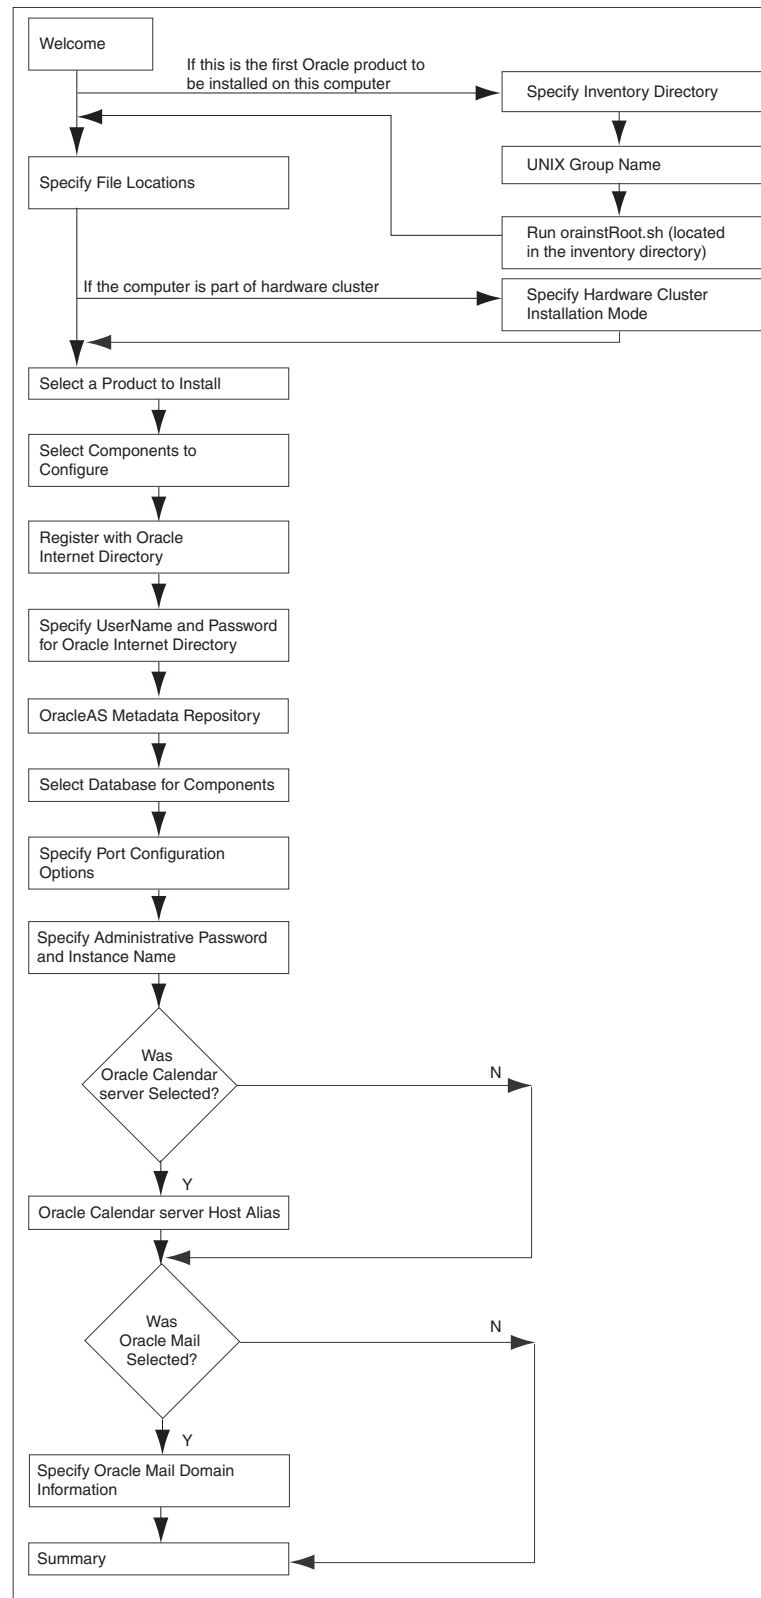 Welcome
If this is the first Oracle product to
be installed on this computer
Specify Inventory Directory
UNIX Group Name
Specify File Locations
Run orainstRoot.sh (located
in the inventory directory)
If the computer is part of hardware cluster
Specify Hardware Cluster
Installation Mode
Select a Product to Install
Select Components to
Configure
Register with Oracle
Internet Directory
Specify UserName and Password
for Oracle Internet Directory
OracleAS Metadata Repository
Select Database for Components
Specify Port Configuration
Options
Specify Administrative Password
and Instance Name
Was
Oracle Calendar
server Selected?
N
Y
Oracle Calendar server Host Alias
Was
Oracle Mail
Selected?
N
Y
Specify Oracle Mail Domain
Information
Summary